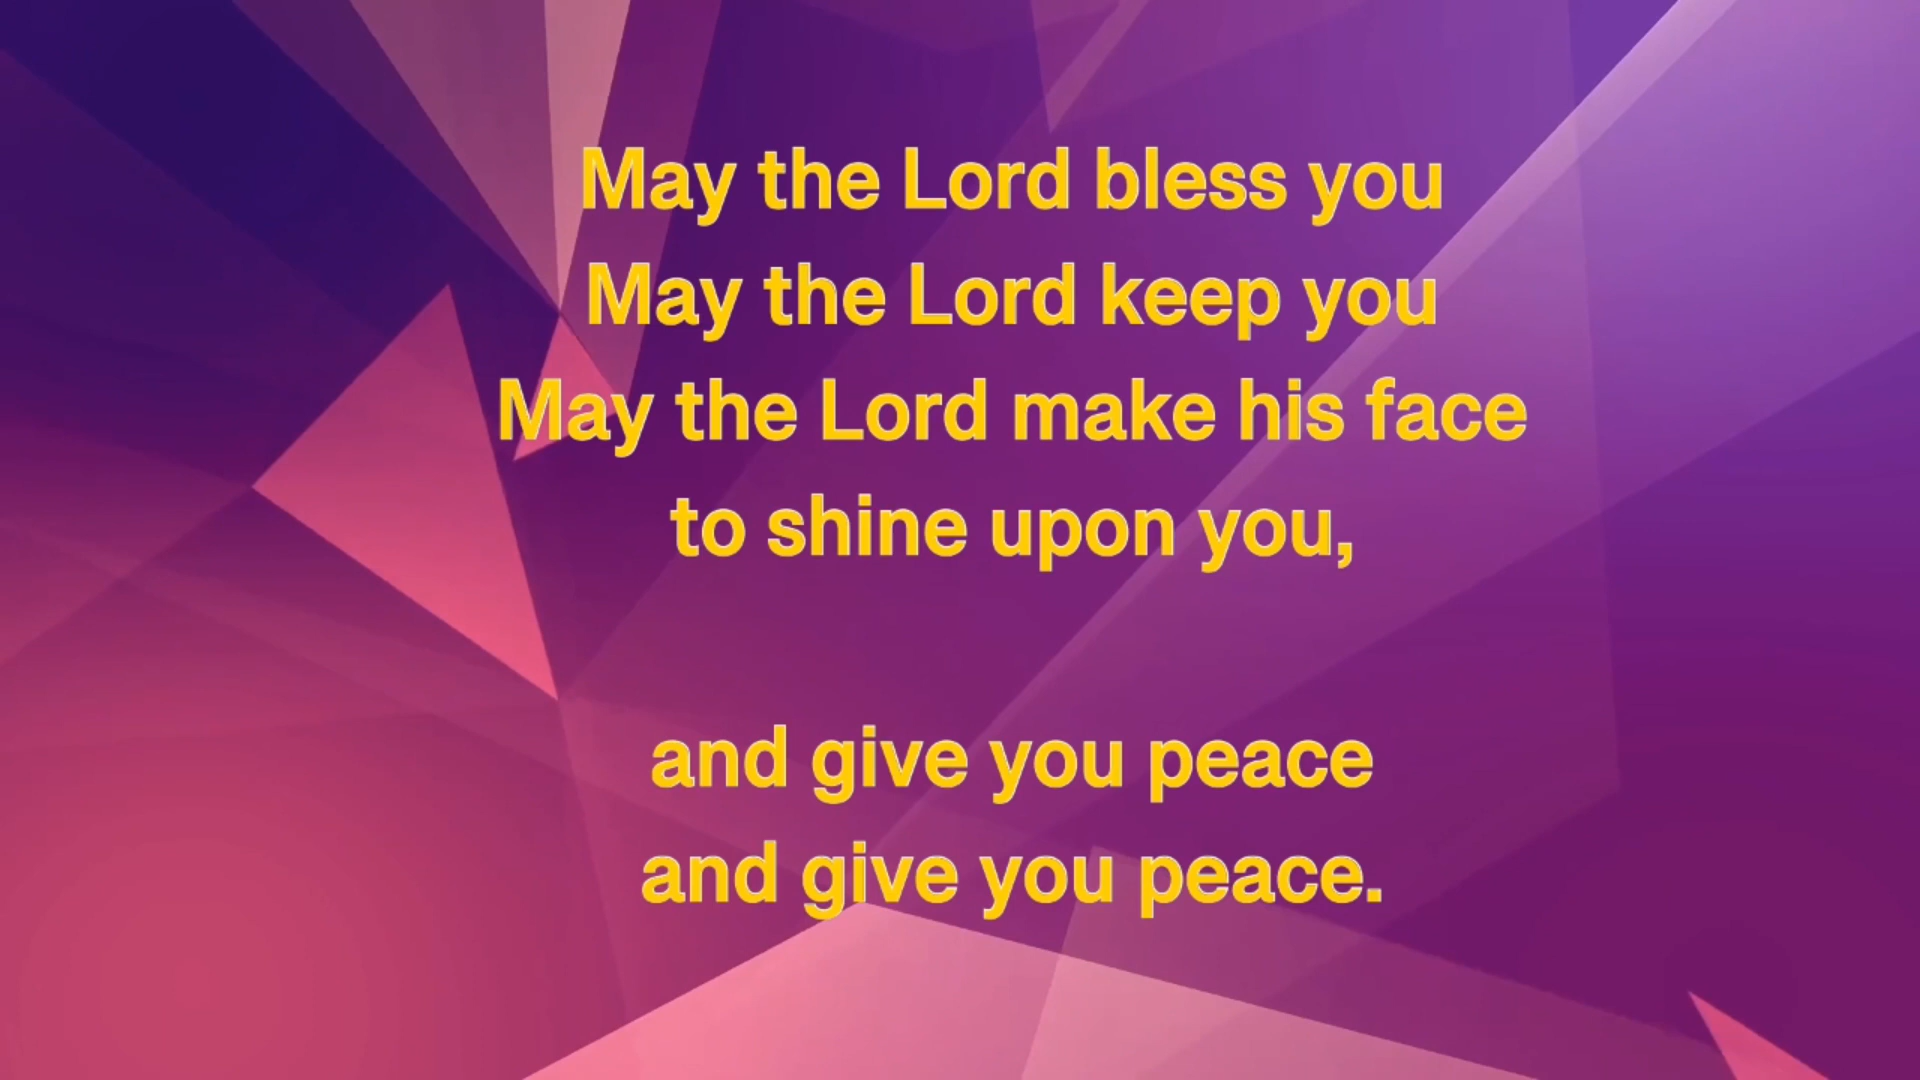 May the Lord bless you
May the Lord keep you
May the Lord make his face
to shine upon you,
and give you peace
and give you peace.